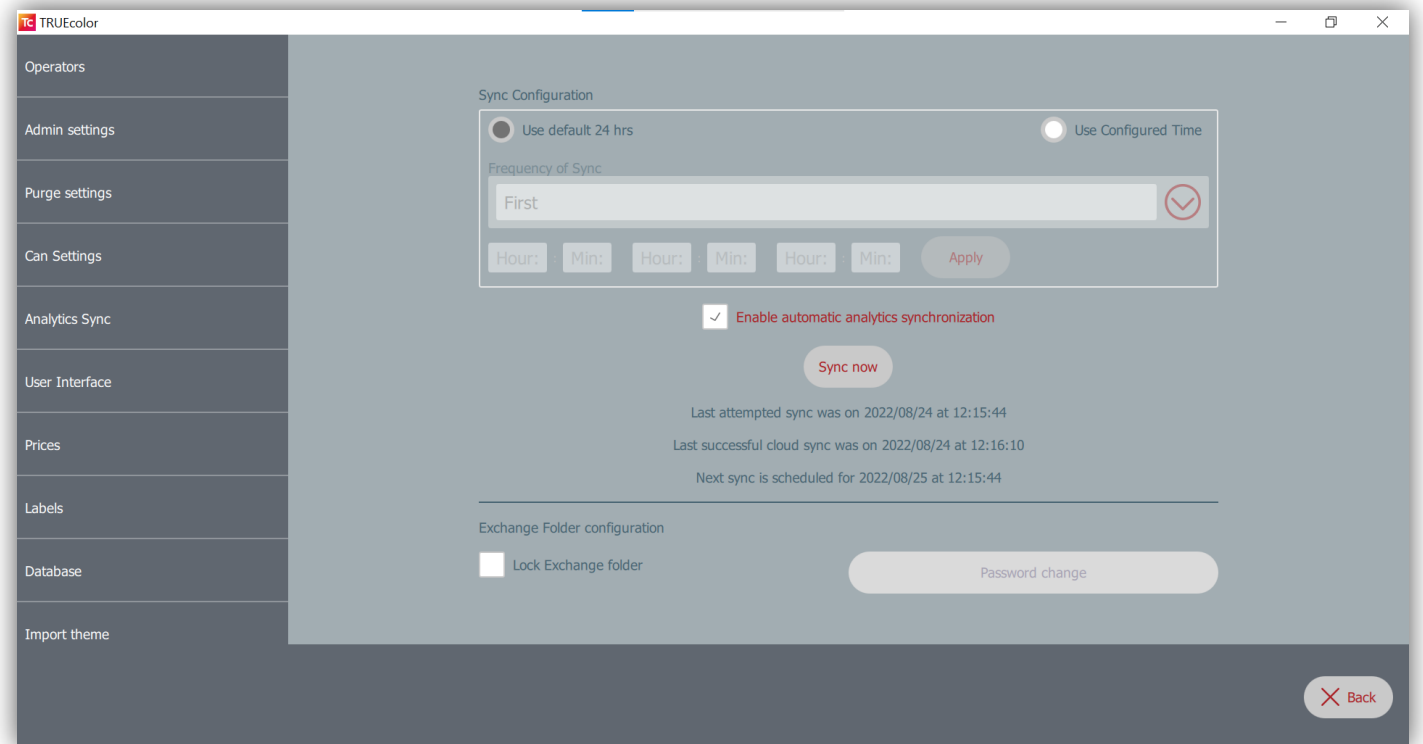 Tc TRUEcolor
Operators
Admin settings
Purge settings
Can Settings
Analytics Sync
User Interface
Prices
Labels
Database
Import theme
Sync Configuration
Use default 24 hrs Use Configured Time
Frequency of Sync
First
Hour: : Min: Hour: : Min: Hour: : Min: Apply
Enable automatic analytics synchronization
Sync now
Last attempted sync was on 2022/08/24 at 12:15:44
Last successful cloud sync was on 2022/08/24 at 12:16:10
Next sync is scheduled for 2022/08/25 at 12:15:44
Exchange Folder configuration
Lock Exchange folder Password change
Back